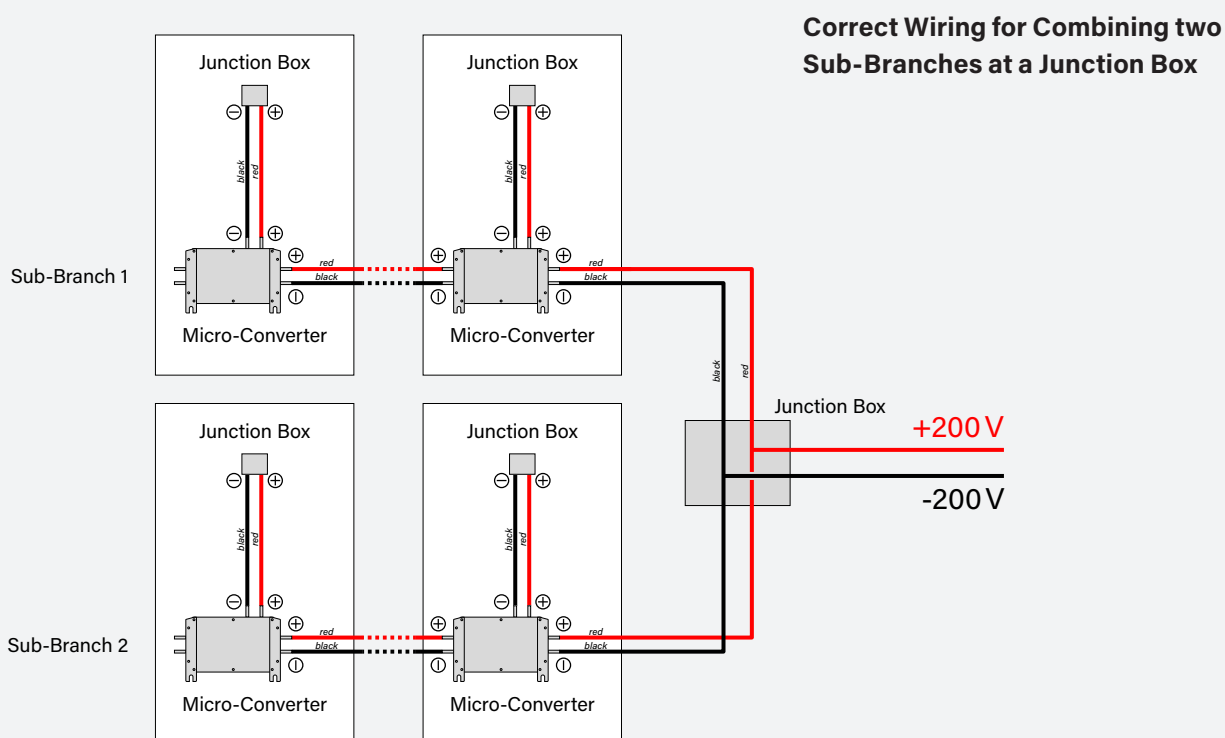 Correct Wiring for Combining two
Sub-Branches at a Junction Box
Junction Box
Junction Box
− +
− +
black
red
black
red
− +
− +
Sub-Branch 1
+
red
black
−
+
−
+
red
black
−
Micro-Converter
Micro-Converter
black
red
Junction Box
+200 V
-200 V
Junction Box
Junction Box
− +
− +
black
red
black
red
− +
− +
Sub-Branch 2
+
red
black
−
+
−
+
red
black
−
Micro-Converter
Micro-Converter